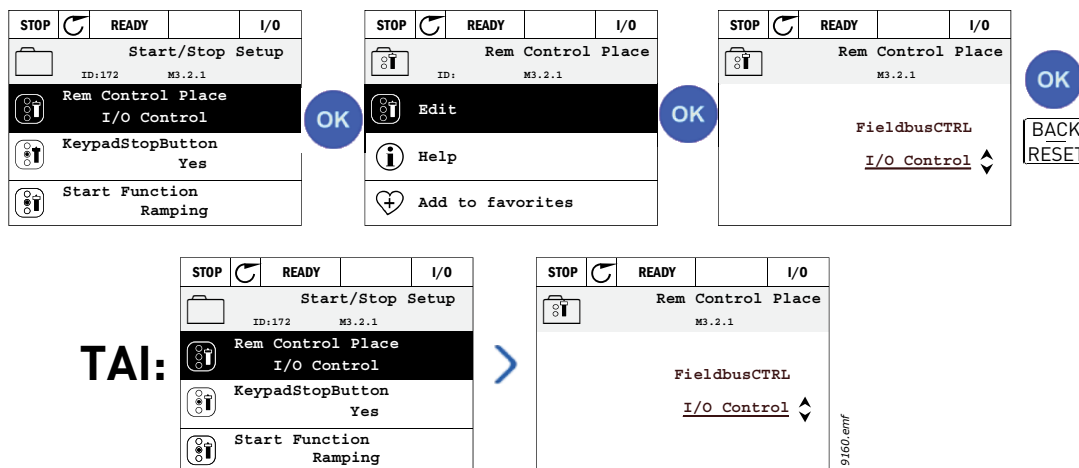 STOP READY I/O
Start/Stop Setup
ID:172 M3.2.1
Rem Control Place
I/O Control
KeypadStopButton
Yes
Start Function
Ramping
OK
STOP READY I/O
Rem Control Place
ID: M3.2.1
Edit
Help
Add to favorites
OK
STOP READY I/O
Rem Control Place
M3.2.1
FieldbusCTRL
I/O Control
OK
BACK
RESET
TAI:
STOP READY I/O
Start/Stop Setup
ID:172 M3.2.1
Rem Control Place
I/O Control
KeypadStopButton
Yes
Start Function
Ramping
STOP READY I/O
Rem Control Place
M3.2.1
FieldbusCTRL
I/O Control
9160.emf